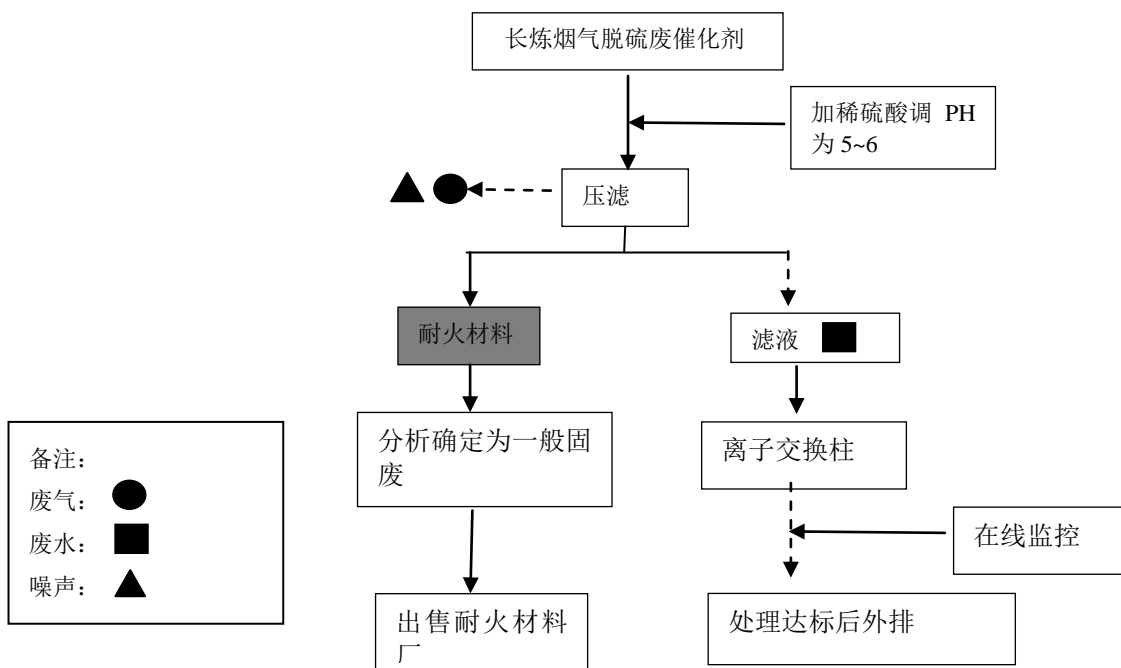 长炼烟气脱硫废催化剂
加稀硫酸调 PH
为 5~6
压滤
耐火材料
滤液
分析确定为一般固
废
离子交换柱
备注：
废气：
废水：
噪声：
在线监控
出售耐火材料
厂
处理达标后外排